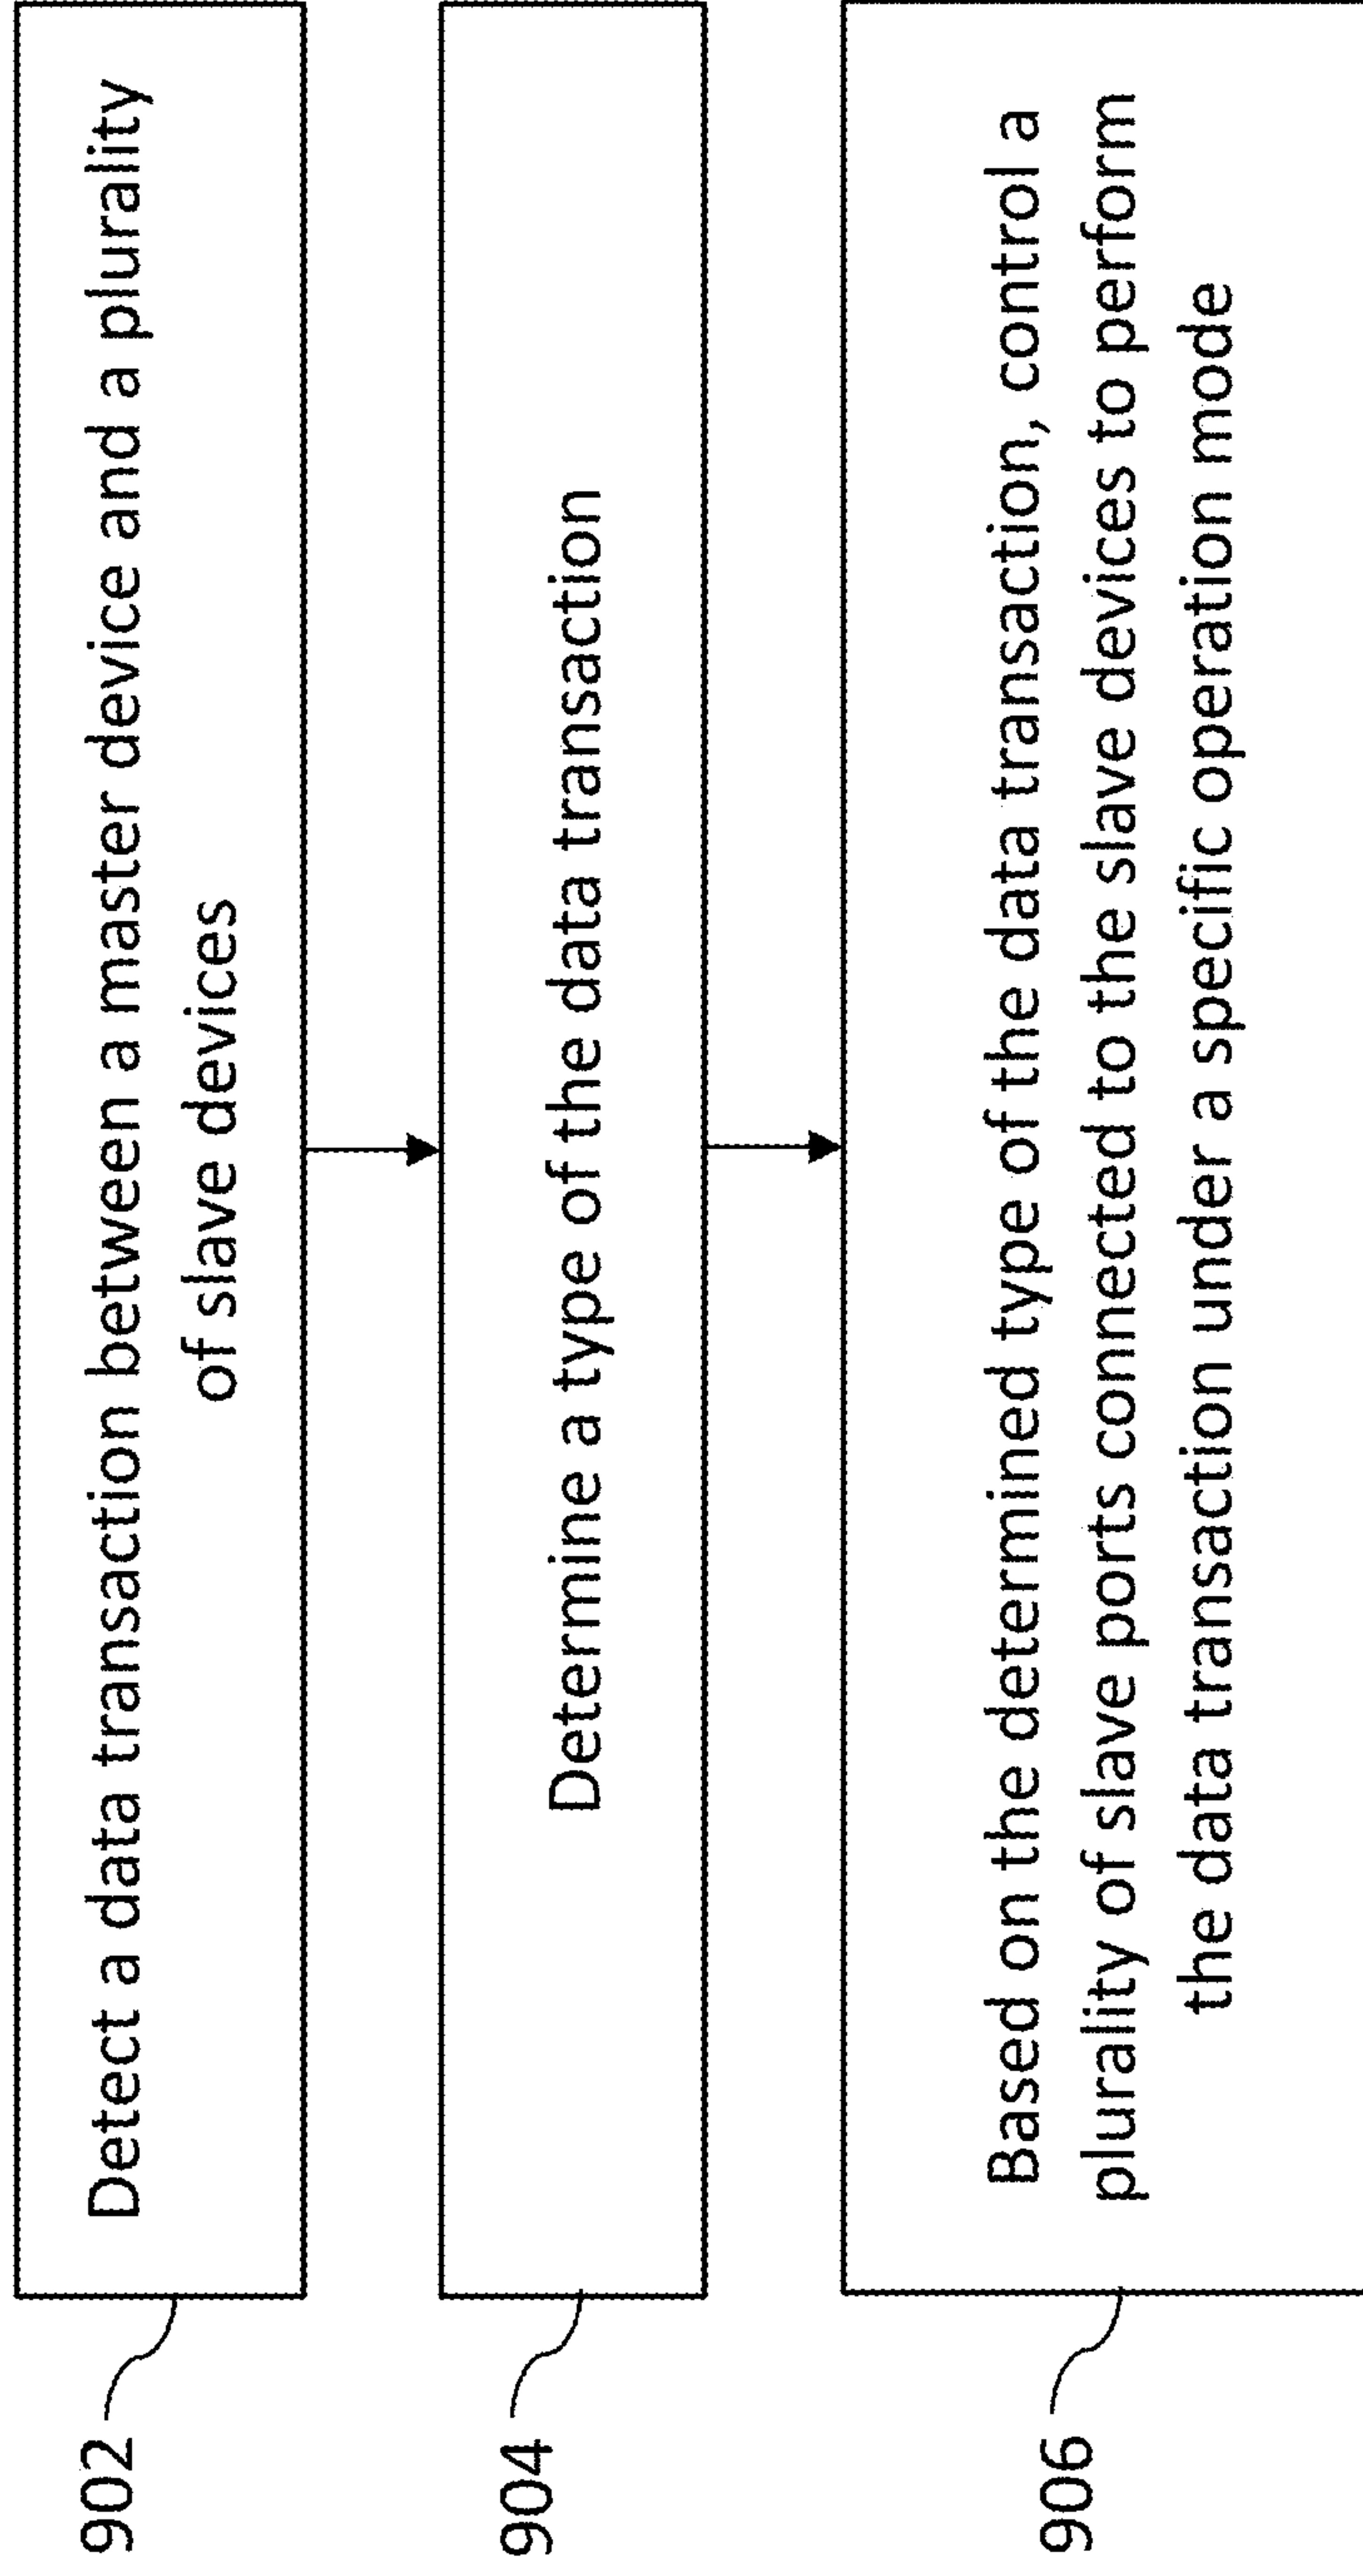 902
Detect a data transaction between a master device and a plurality
of slave devices
904
Determine a type of the data transaction
906
Based on the determined type of the data transaction, control a
plurality of slave ports connected to the slave devices to perform
the data transaction under a specific operation mode